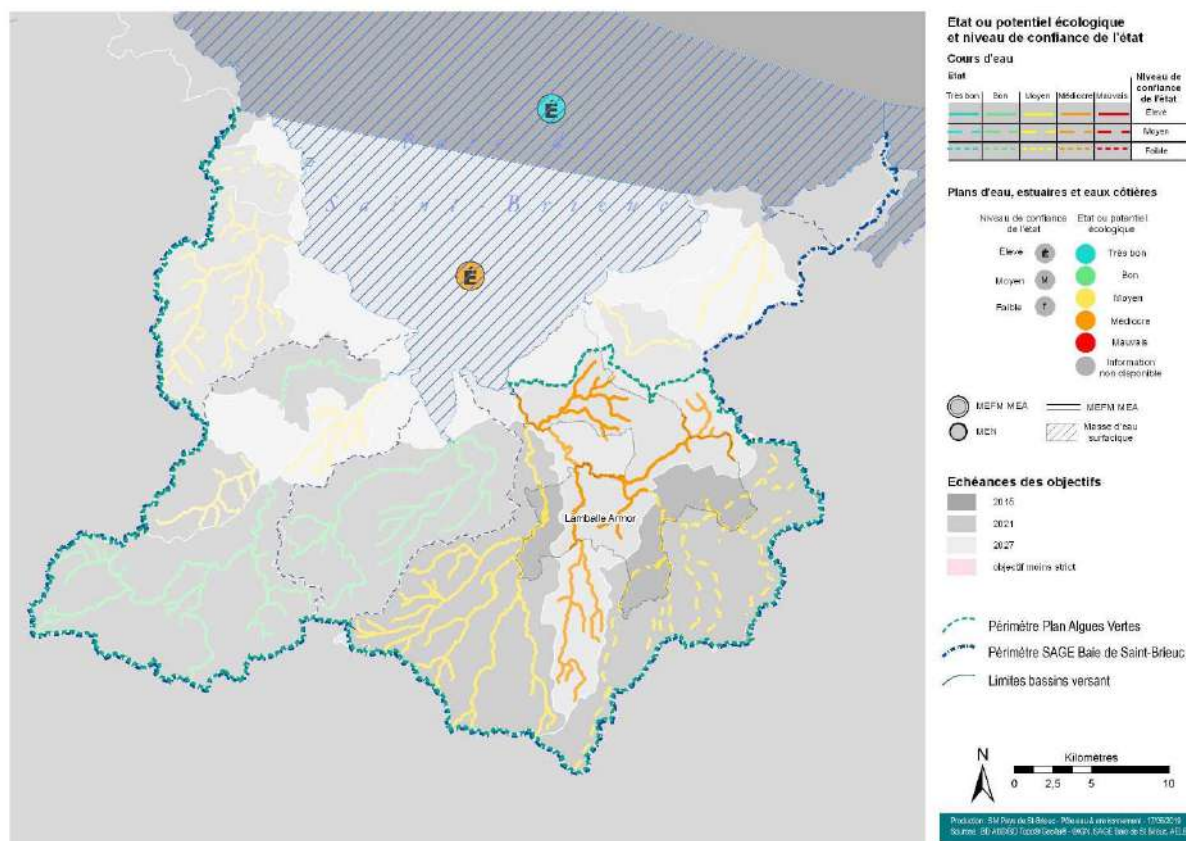 Saint-Brieuc
Lamballe Armor
Etat ou potentiel écologique
et niveau de confiance de l'état
Cours d'eau
Etat
Niveau de
confiance
de l'état
Très bon
Bon
Moyen
Médiocre
Mauvais
Elevé
Moyen
Faible
Plans d'eau, estuaires et eaux côtières
Niveau de confiance
de l'état
Etat ou potentiel
écologique
Elevé
É
Très bon
Bon
Moyen
M
Moyen
Faible
Médiocre
Mauvais
Information
non disponible
MEFM MEA
MEFM MEA
MEN
Masse d'eau
surfacique
Echéances des objectifs
2015
2021
2027
objectif moins strict
Périmètre Plan Algues Vertes
Périmètre SAGE Baie de Saint-Brieuc
Limites bassins versant
N
Kilomètres
0 2,5 5 10
É
É